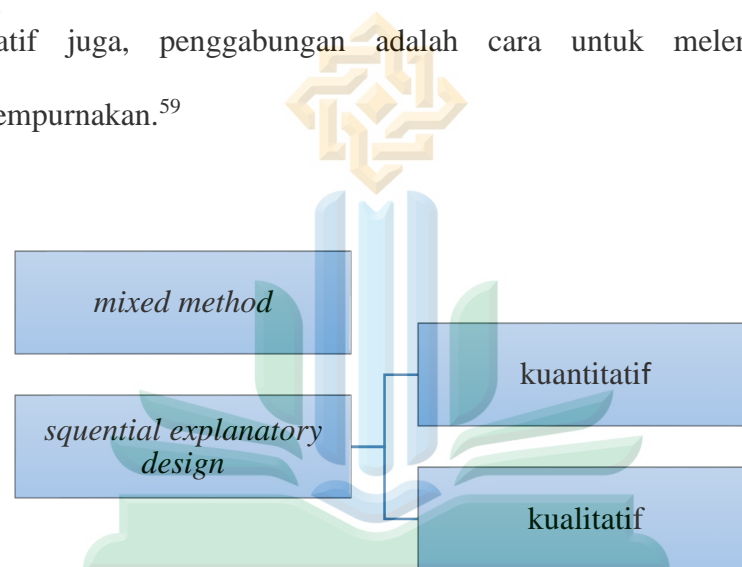 atif juga, penggabungan adalah cara untuk meler
empurnakan.59
mixed method
squential explanatory
design
kuantitatif
kualitatif